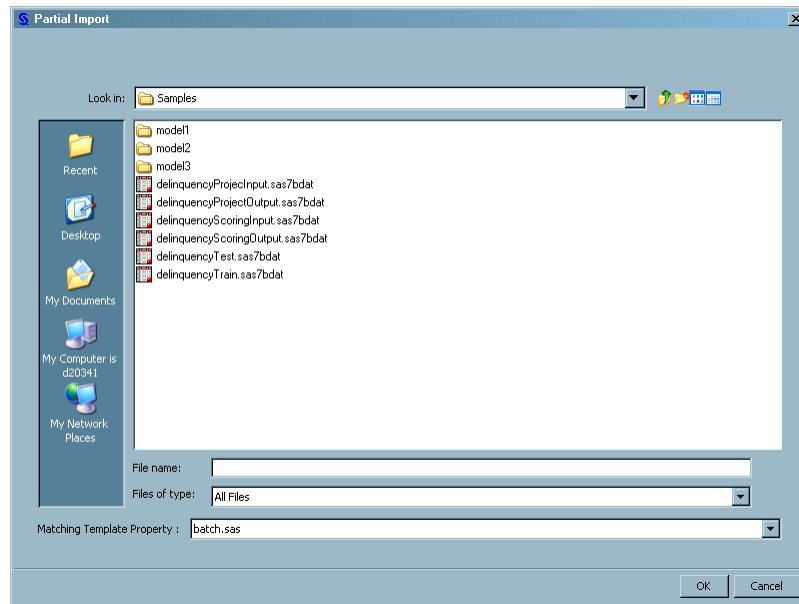 Partial Import
Look in: Samples
Recent
Desktop
My Documents
My Computer is
d20341
My Network
Places
model1
model2
model3
delinquencyProjecInput.sas7bdat
delinquencyProjectOutput.sas7bdat
delinquencyScoringInput.sas7bdat
delinquencyScoringOutput.sas7bdat
delinquencyTest.sas7bdat
delinquencyTrain.sas7bdat
File name:
Files of type: All Files
Matching Template Property : batch.sas
OK Cancel